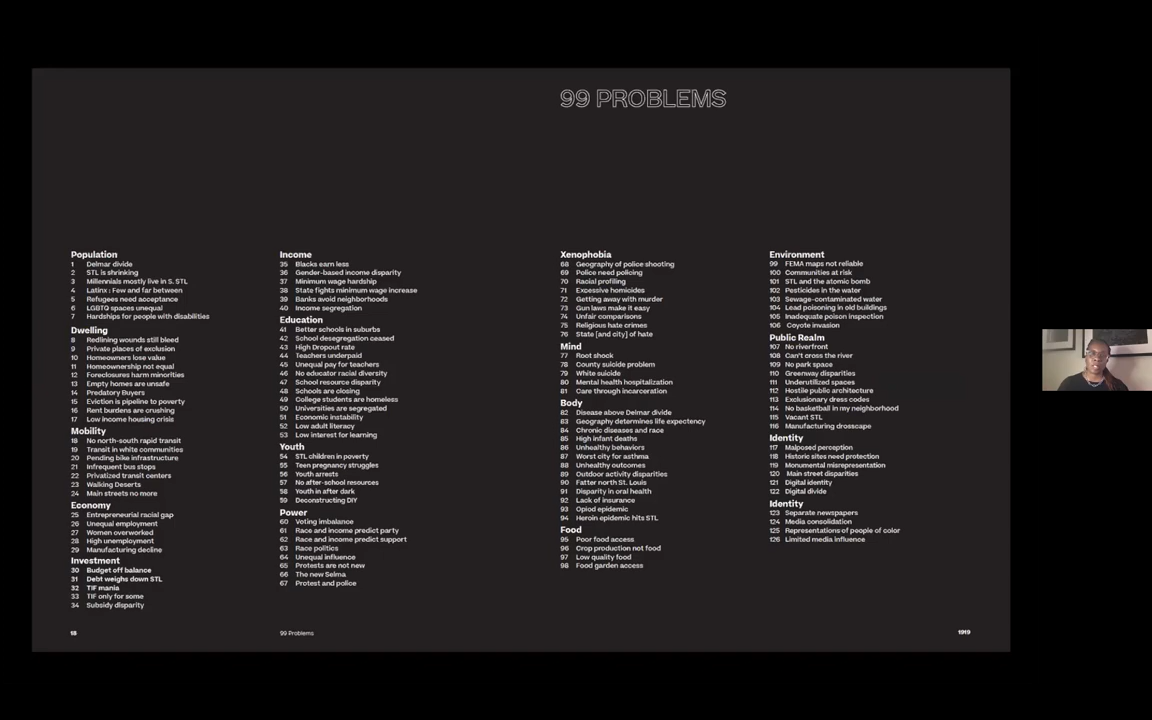 99 PROBLEMS
Population
1 Delmar divide
2 STL is shrinking
3 Millennials mostly live in S. STL
4 Latinx : Few and far between
5 Refugees need acceptance
6 LGBTQ spaces unequal
7 Hardships for people with disabilities
Dwelling
8 Redlining wounds still bleed
9 Private places of exclusion
10 Homeowners lose value
11 Homeownership not equal
12 Foreclosures harm minorities
13 Empty homes are unsafe
14 Predatory Buyers
15 Eviction is pipeline to poverty
16 Rent burdens are crushing
17 Low income housing crisis
Mobility
18 No north-south rapid transit
19 Transit in white communities
20 Pending bike infrastructure
21 Infrequent bus stops
22 Privatized transit centers
23 Walking Deserts
24 Main streets no more
Economy
25 Entrepreneurial racial gap
26 Unequal employment
27 Women overworked
28 High unemployment
29 Manufacturing decline
Investment
30 Budget off balance
31 Debt weighs down STL
32 TIF mania
33 TIF only for some
34 Subsidy disparity
Income
35 Blacks earn less
36 Gender-based income disparity
37 Minimum wage hardship
38 State fights minimum wage increase
39 Banks avoid neighborhoods
40 Income segregation
Education
41 Better schools in suburbs
42 School desegregation ceased
43 High Dropout rate
44 Teachers underpaid
45 Unequal pay for teachers
46 No educator racial diversity
47 School resource disparity
48 Schools are closing
49 College students are homeless
50 Universities are segregated
51 Economic instability
52 Low adult literacy
53 Low interest for learning
Youth
54 STL children in poverty
55 Teen pregnancy struggles
56 Youth arrests
57 No after-school resources
58 Youth in after dark
59 Deconstructing DIY
Power
60 Voting imbalance
61 Race and income predict party
62 Race and income predict support
63 Race politics
64 Unequal influence
65 Protests are not new
66 The new Selma
67 Protest and police
Xenophobia
68 Geography of police shooting
69 Police need policing
70 Racial profiling
71 Excessive homicides
72 Getting away with murder
73 Gun laws make it easy
74 Unfair comparisons
75 Religious hate crimes
76 State [and city] of hate
Mind
77 Root shock
78 County suicide problem
79 White suicide
80 Mental health hospitalization
81 Care through incarceration
Body
82 Disease above Delmar divide
83 Geography determines life expectency
84 Chronic diseases and race
85 High infant deaths
86 Unhealthy behaviors
87 Worst city for asthma
88 Unhealthy outcomes
89 Outdoor activity disparities
90 Fatter north St. Louis
91 Disparity in oral health
92 Lack of insurance
93 Opiod epidemic
94 Heroin epidemic hits STL
Food
95 Poor food access
96 Crop production not food
97 Low quality food
98 Food garden access
Environment
99 FEMA maps not reliable
100 Communities at risk
101 STL and the atomic bomb
102 Pesticides in the water
103 Sewage-contaminated water
104 Lead poisoning in old buildings
105 Inadequate poison inspection
106 Coyote invasion
Public Realm
107 No riverfront
108 Can't cross the river
109 No park space
110 Greenway disparities
111 Underutilized spaces
112 Hostile public architecture
113 Exclusionary dress codes
114 No basketball in my neighborhood
115 Vacant STL
116 Manufacturing drosscape
Identity
117 Malposed perception
118 Historic sites need protection
119 Monumental misrepresentation
120 Main street disparities
121 Digital identity
122 Digital divide
Identity
123 Separate newspapers
124 Media consolidation
125 Representations of people of color
126 Limited media influence
18
99 Problems
1919